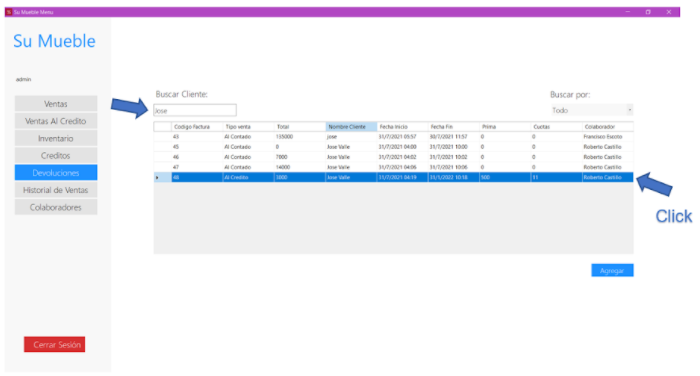 Su Mueble Menu
Su Mueble
admin
Ventas
Ventas Al Credito
Inventario
Creditos
Devoluciones
Historial de Ventas
Colaboradores
Cerrar Sesión
Buscar Cliente:
Buscar por:
Jose
Todo
Codigo Factura Tipo venta Total Nombre Cliente Fecha Inicio Fecha Fin Prima Cuotas Colaborador
43 Al Contado 135000 jose 31/7/2021 05:57 30/7/2021 11:57 0 0 Francisco Escoto
45 Al Contado 0 Jose Valle 31/7/2021 04:00 31/7/2021 10:00 0 0 Roberto Castillo
46 Al Contado 7000 Jose Valle 31/7/2021 04:02 31/7/2021 10:02 0 0 Roberto Castillo
47 Al Contado 14000 Jose Valle 31/7/2021 04:06 31/7/2021 10:06 0 0 Roberto Castillo
48 Al Credito 3000 Jose Valle 31/7/2021 04:19 31/5/2022 10:18 500 11 Roberto Castillo
Click
Agregar